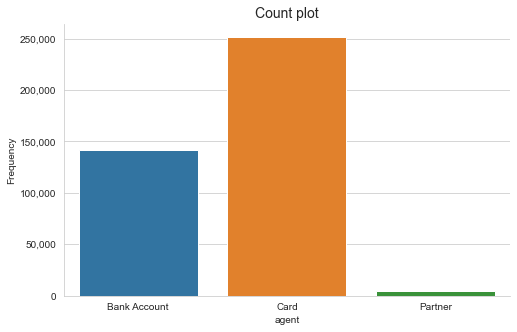 Count plot
250,000
200,000
150,000
100,000
50,000
0
Frequency
Bank Account Card Partner
agent